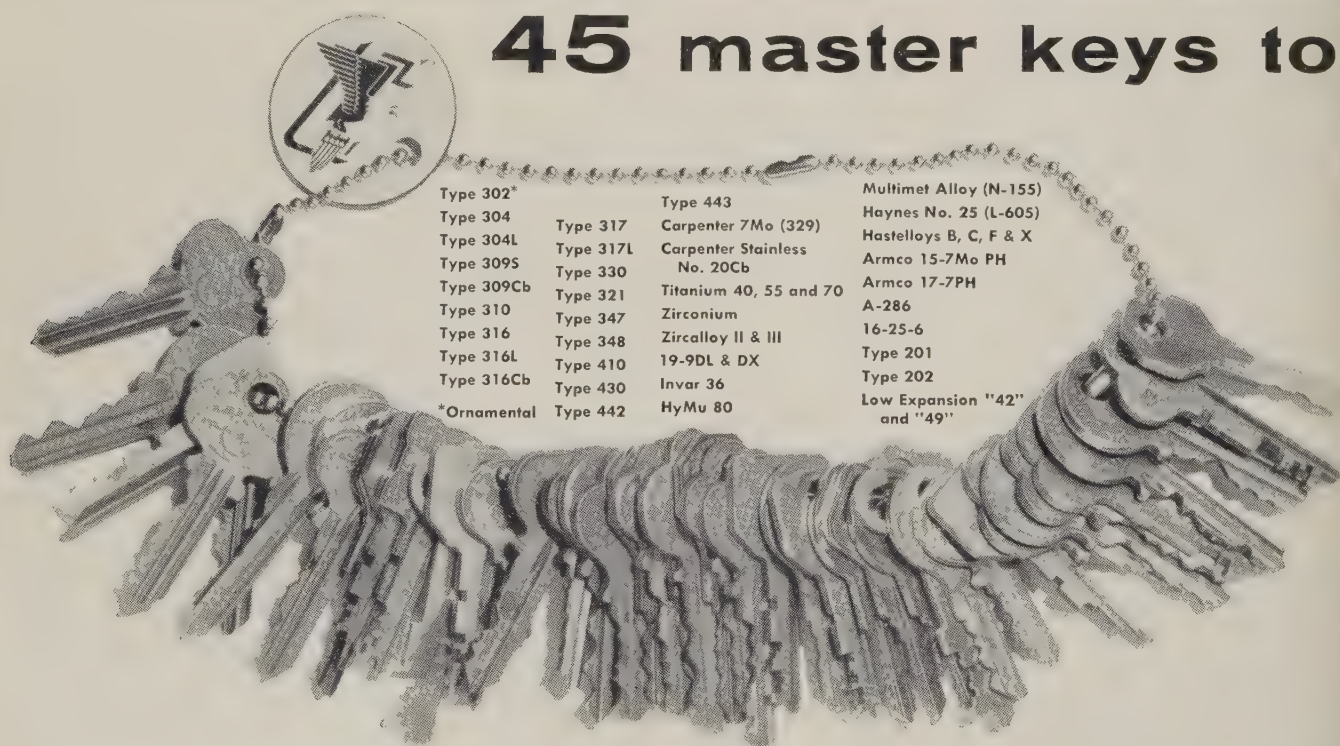 45 master keys to
Type 302*
Type 304
Type 304L
Type 309S
Type 309Cb
Type 310
Type 316
Type 316L
Type 316Cb
*Ornamental
Type 317
Type 317L
Type 330
Type 321
Type 347
Type 348
Type 410
Type 430
Type 442
Type 443
Carpenter 7Mo (329)
Carpenter Stainless
No. 20Cb
Titanium 40, 55 and 70
Zirconium
Zircalloy II & III
19-9DL & DX
Invar 36
HyMu 80
Multimet Alloy (N-155)
Haynes No. 25 (L-605)
Hastelloys B, C, F & X
Armco 15-7Mo PH
Armco 17-7PH
A-286
16-25-6
Type 201
Type 202
Low Expansion "42"
and "49"